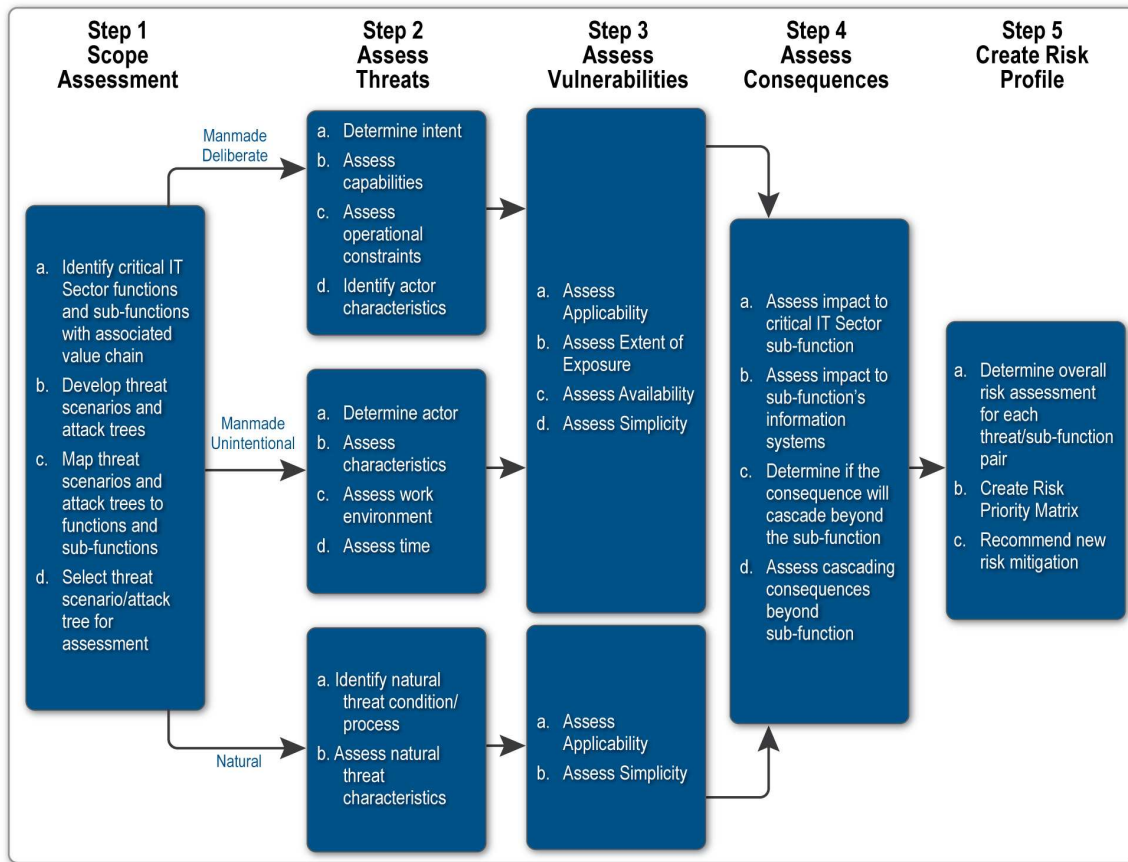 Step 1
Scope
Assessment
Step 2
Assess
Threats
Step 3
Assess
Vulnerabilities
Step 4
Assess
Consequences
Step 5
Create Risk
Profile
a. Identify critical IT
Sector functions
and sub-functions
with associated
value chain
b. Develop threat
scenarios and
attack trees
c. Map threat
scenarios and
attack trees to
functions and
sub-functions
d. Select threat
scenario/attack
tree for
assessment
Manmade
Deliberate
Manmade
Unintentional
Natural
a. Determine intent
b. Assess
capabilities
c. Assess
operational
constraints
d. Identify actor
characteristics
a. Determine actor
b. Assess
characteristics
c. Assess work
environment
d. Assess time
a. Identify natural
threat condition/
process
b. Assess natural
threat
characteristics
a. Assess
Applicability
b. Assess Extent of
Exposure
c. Assess Availability
d. Assess Simplicity
a. Assess
Applicability
b. Assess Simplicity
a. Assess impact to
critical IT Sector
sub-function
b. Assess impact to
sub-function's
information
systems
c. Determine if the
consequence will
cascade beyond
the sub-function
d. Assess cascading
consequences
beyond
sub-function
a. Determine overall
risk assessment
for each
threat/sub-function
pair
b. Create Risk
Priority Matrix
c. Recommend new
risk mitigation